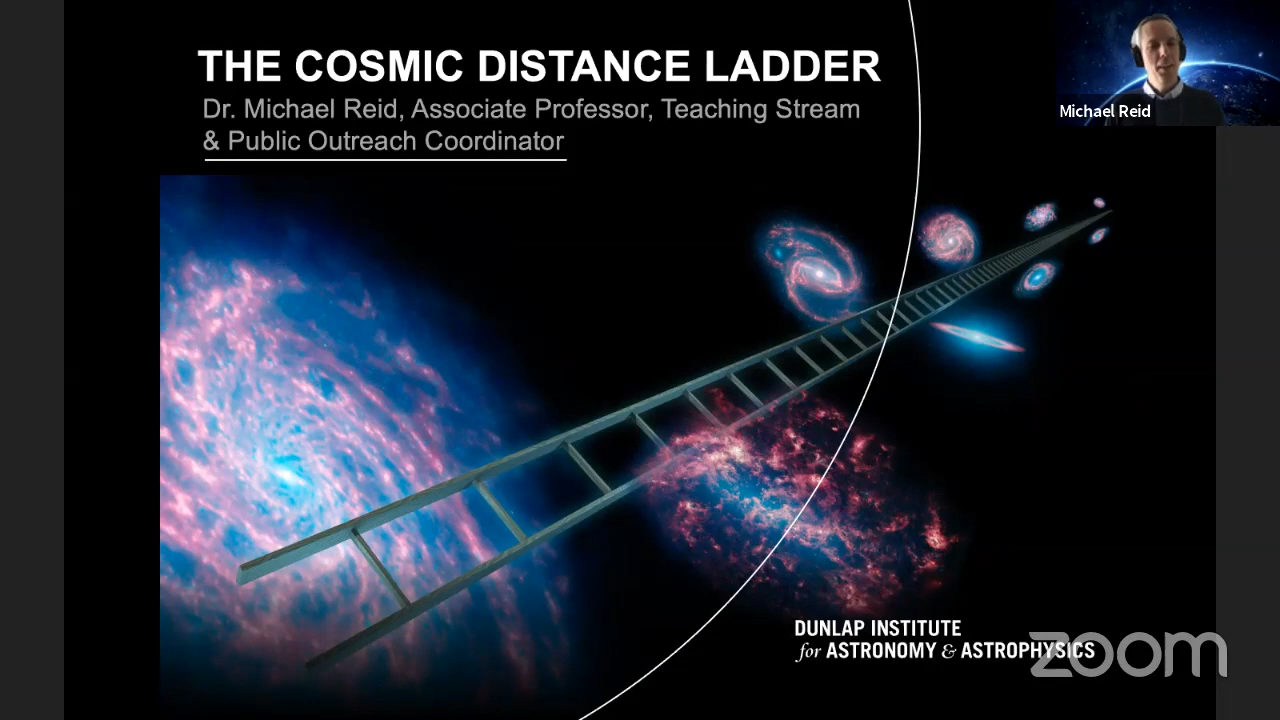 THE COSMIC DISTANCE LADDER
Dr. Michael Reid, Associate Professor, Teaching Stream
& Public Outreach Coordinator
Michael Reid
DUNLAP INSTITUTE
for ASTRONOMY & ASTROPHYSICS
zoom